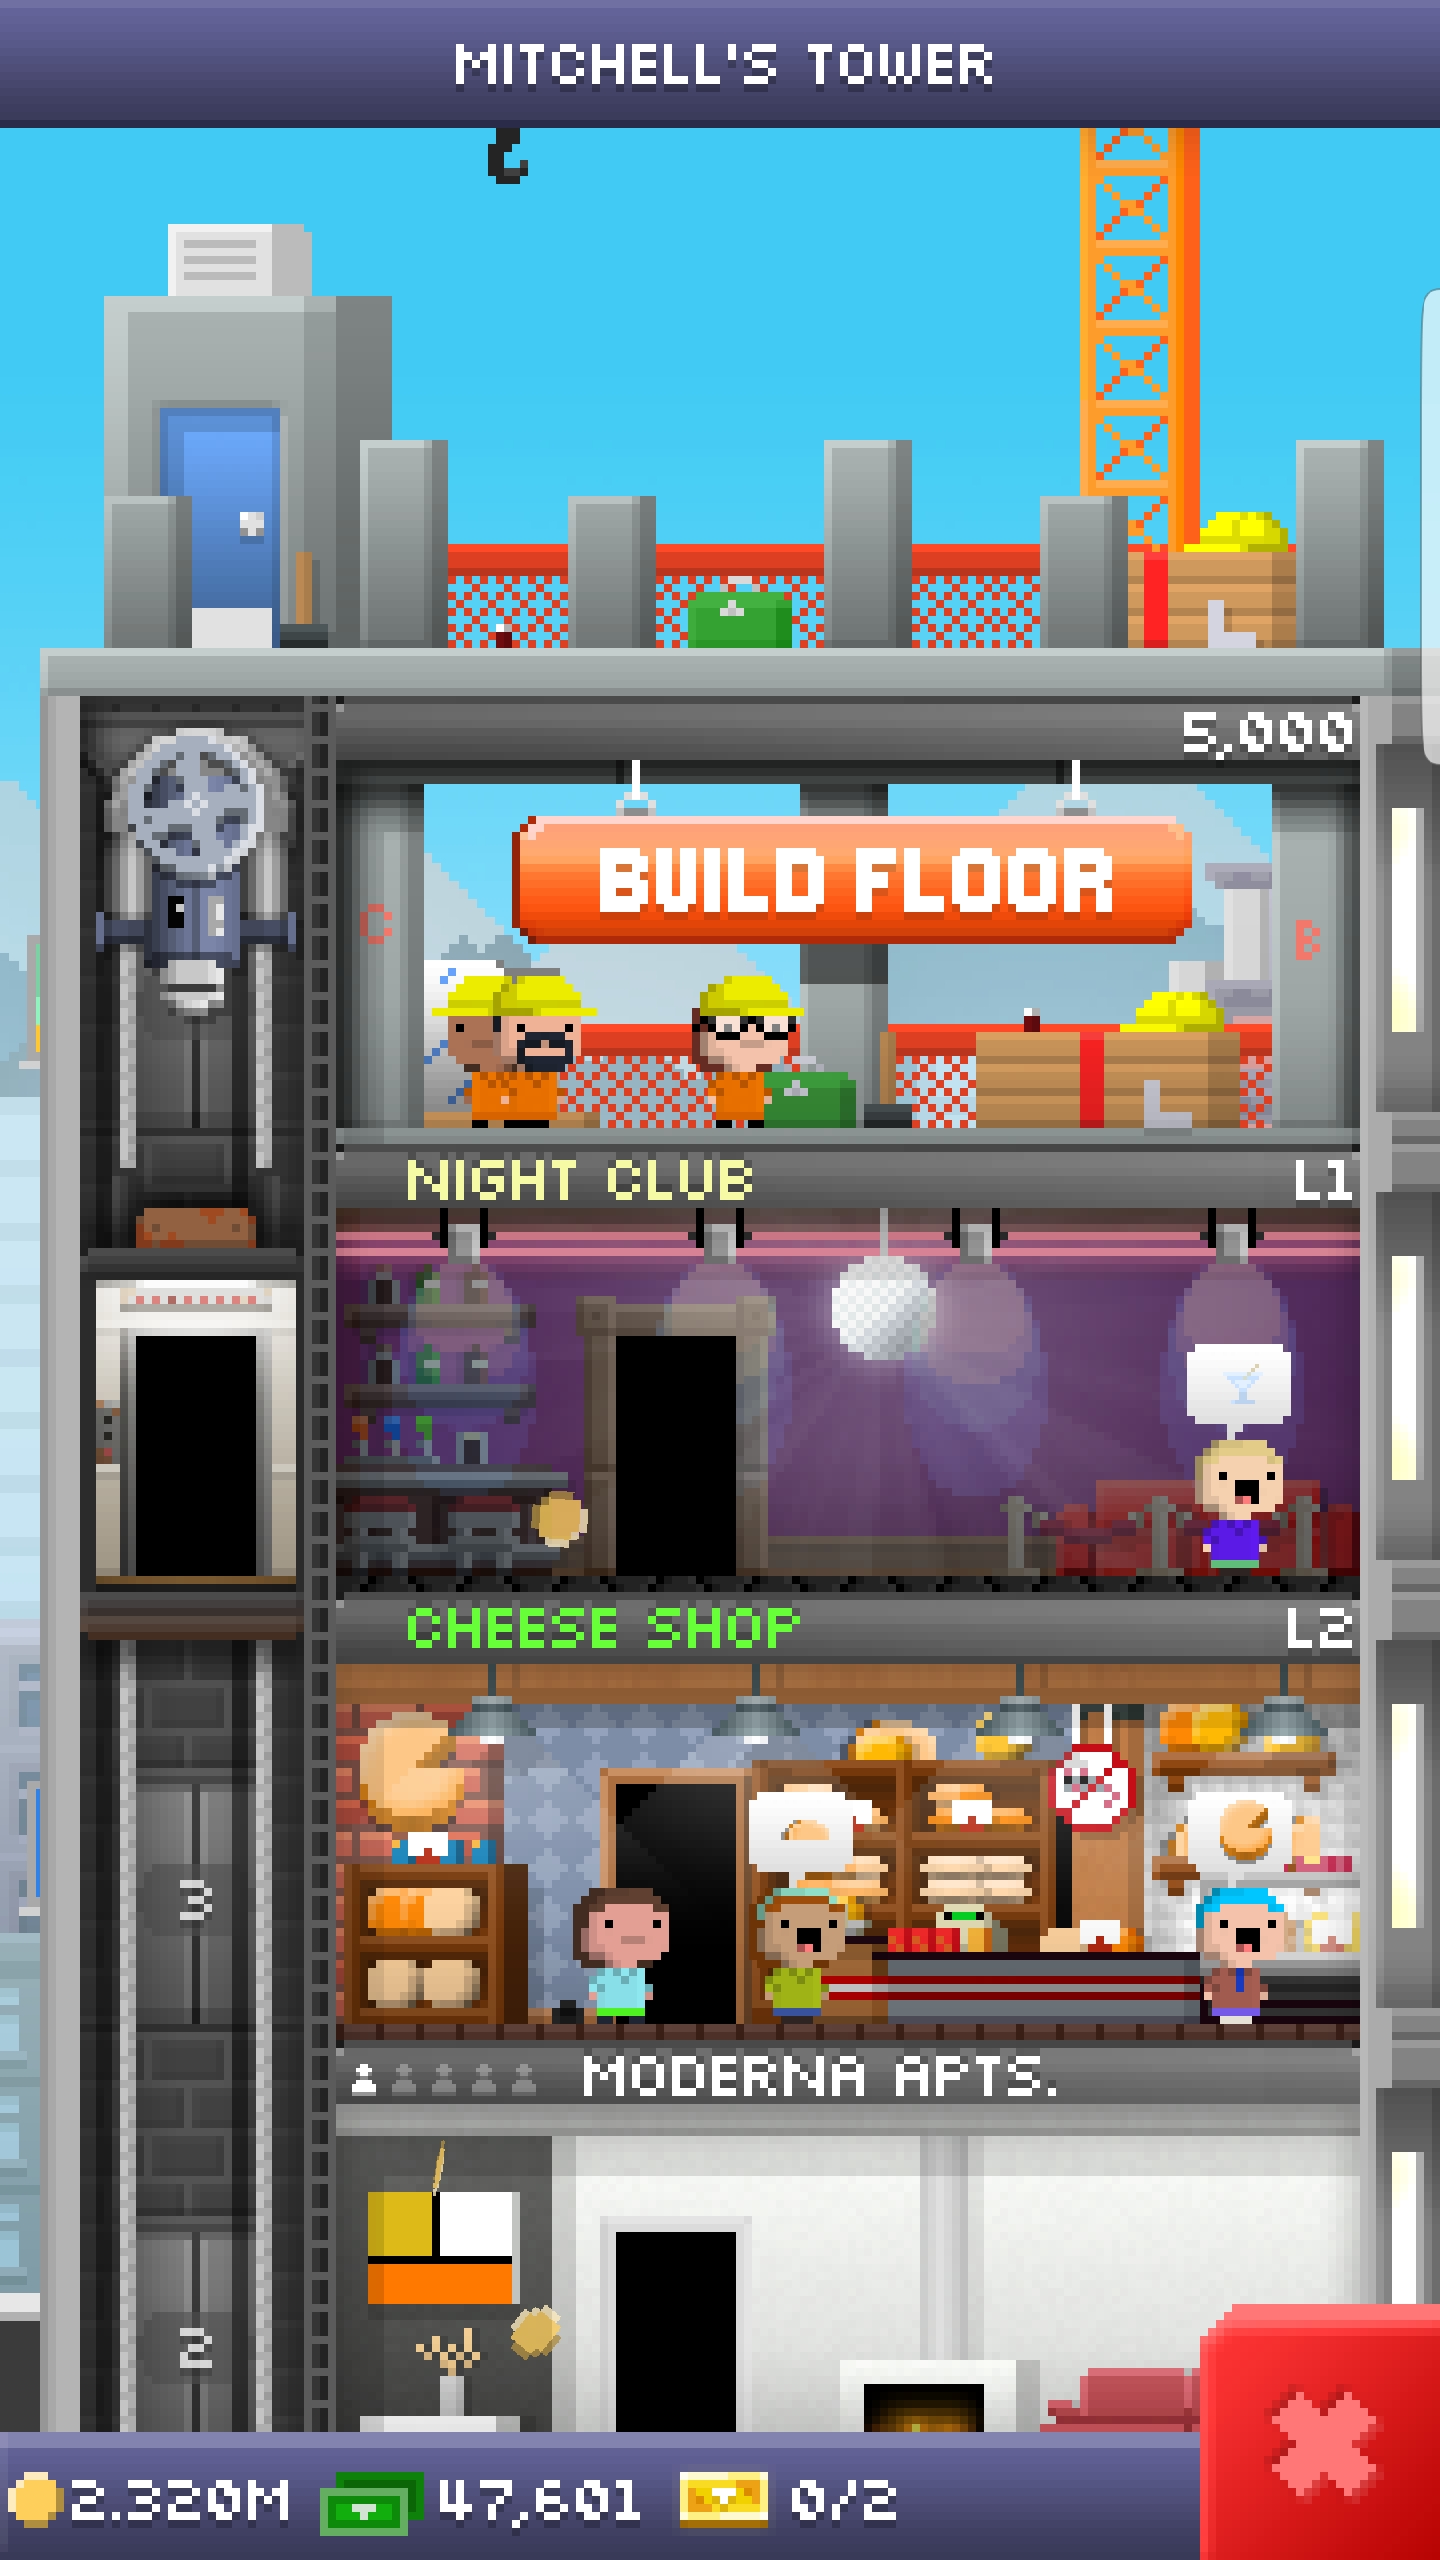 MITCHELL'S TOWER
5,000
BUILD FLOOR
C
B
NIGHT CLUB L1
CHEESE SHOP L2
3
MODERNA APTS.
2
2.320M 47,601 0/2